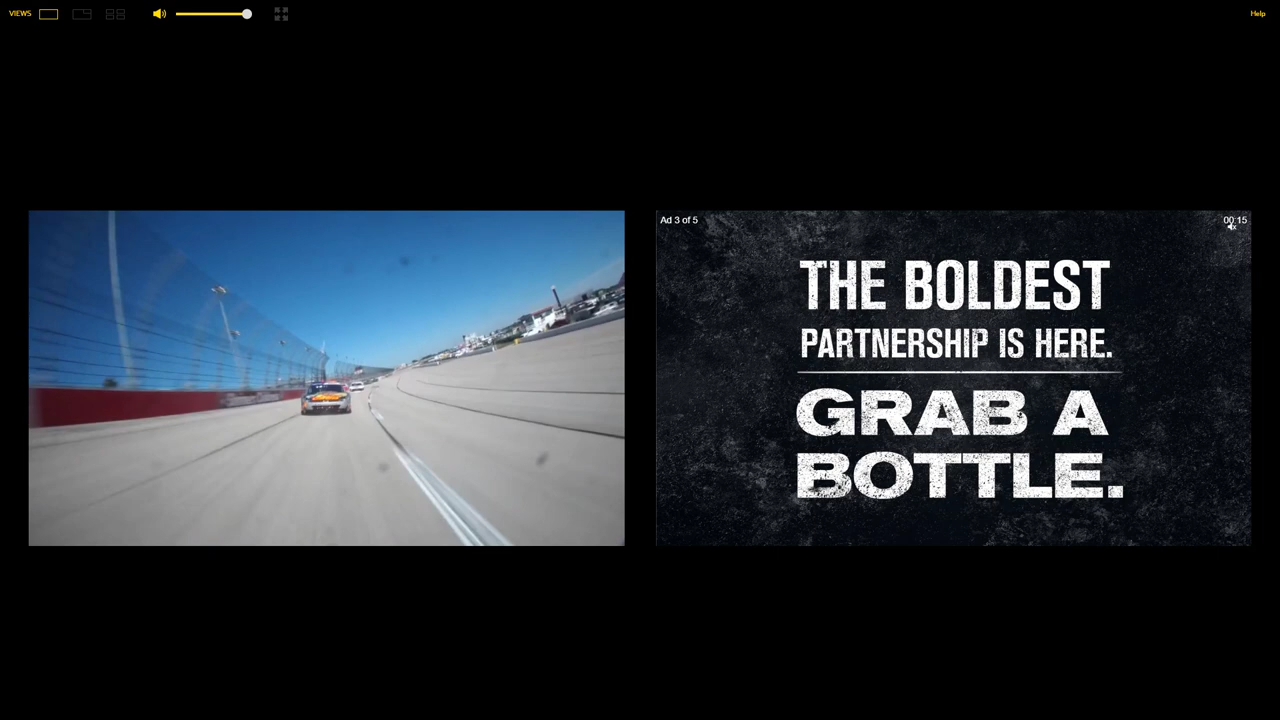 VIEWS
Help
Ad 3 of 5
00:15
THE BOLDEST
PARTNERSHIP IS HERE.
GRAB A
BOTTLE.